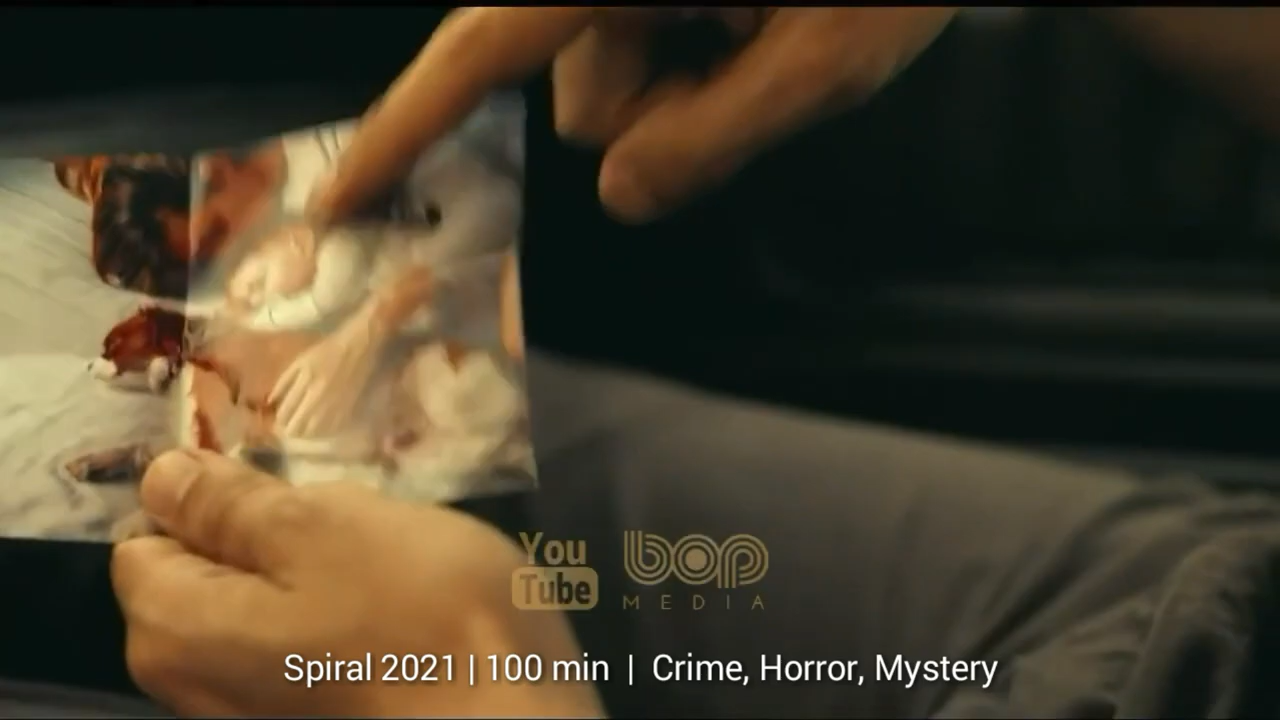 You
Tube
bop
MEDIA
Spiral 2021 | 100 min | Crime, Horror, Mystery